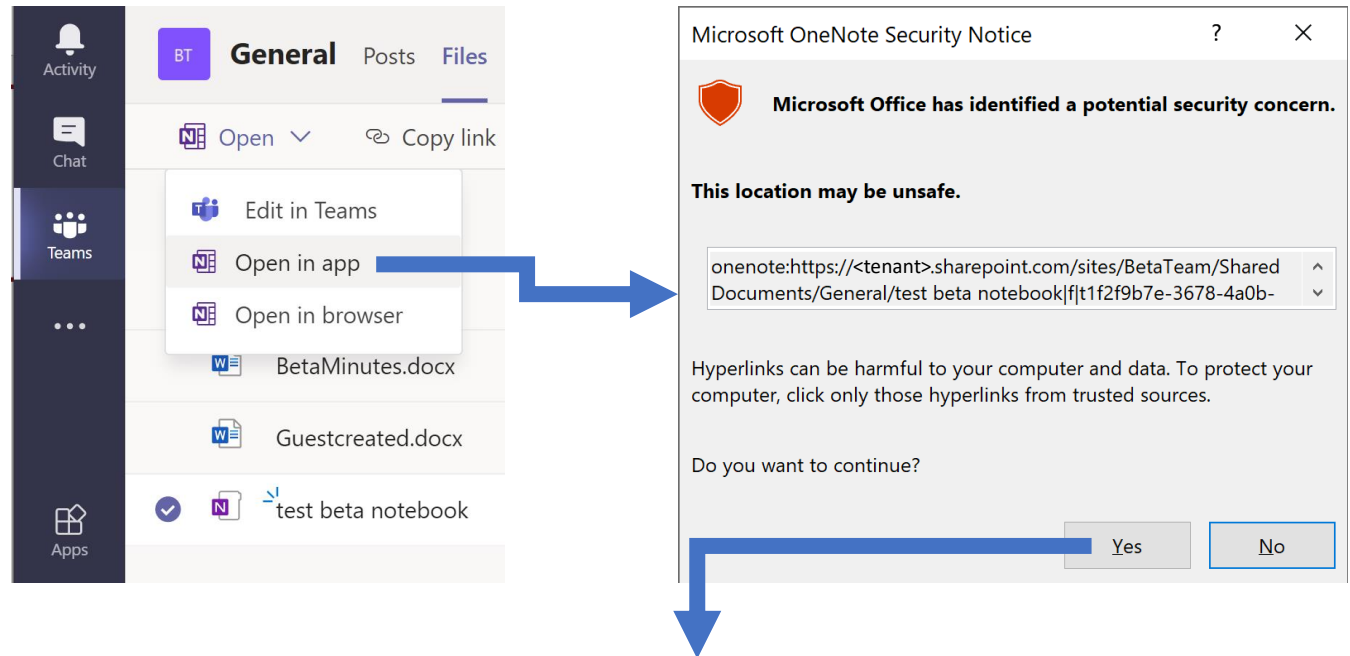 Activity
Chat
Teams
Apps
BT
General Posts Files
Open
Copy link
Edit in Teams
Open in app
Open in browser
BetaMinutes.docx
Guestcreated.docx
test beta notebook
Microsoft OneNote Security Notice
?
Microsoft Office has identified a potential security concern.
This location may be unsafe.
onenote:https://<tenant>.sharepoint.com/sites/BetaTeam/Shared
Documents/General/test beta notebook|f|t1f2f9b7e-3678-4a0b-
Hyperlinks can be harmful to your computer and data. To protect your
computer, click only those hyperlinks from trusted sources.
Do you want to continue?
Yes
No